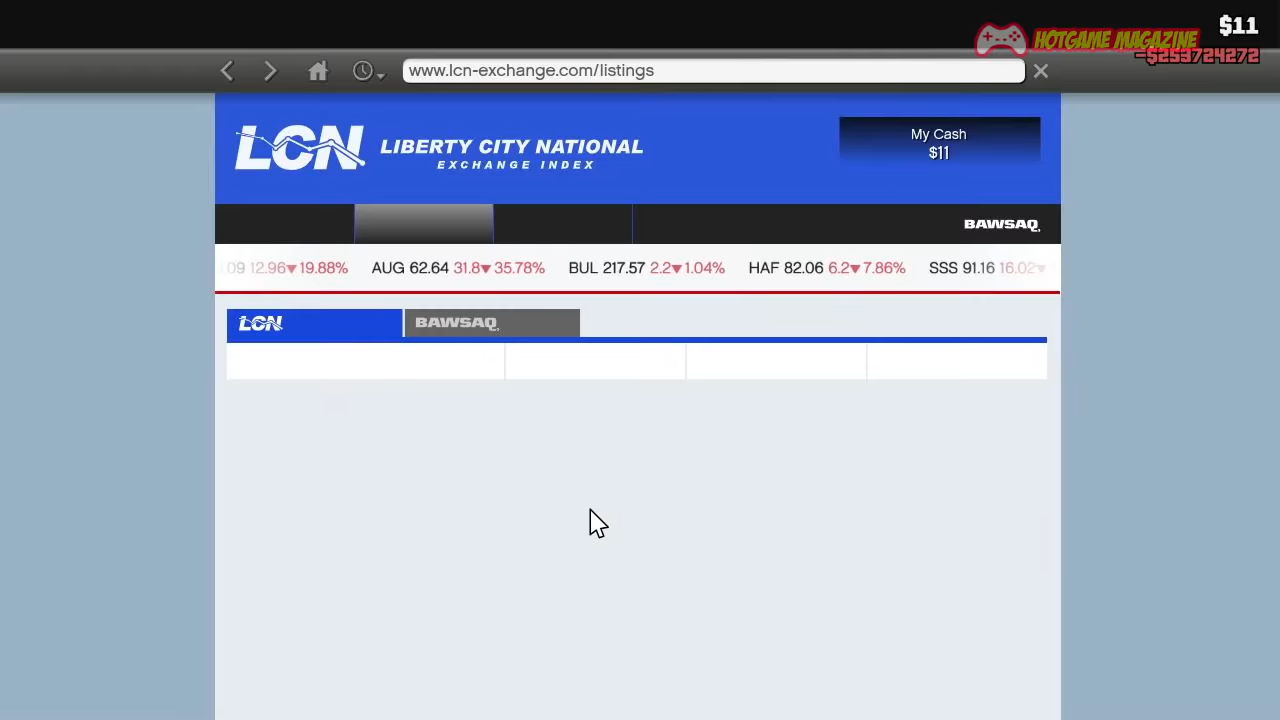 $11
HOTGAME MAGAZINE
-$253724272
www.lcn-exchange.com/listings
LCN LIBERTY CITY NATIONAL
EXCHANGE INDEX
My Cash
$11
BAWSAQ
09 12.96▼19.88% AUG 62.64 31.8▼35.78% BUL 217.57 2.2▼1.04% HAF 82.06 6.2▼7.86% SSS 91.16 16.02▼
LCN BAWSAQ